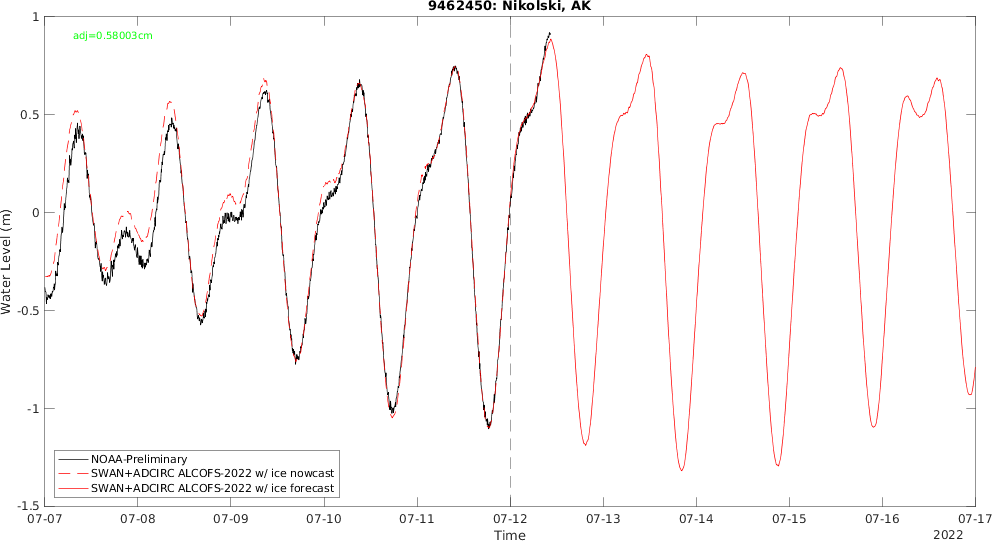 9462450: Nikolski, AK
adj=0.58003cm
1
0.5
0
-0.5
-1
-1.5
Water Level (m)
NOAA-Preliminary
SWAN+ADCIRC ALCOFS-2022 w/ ice nowcast
SWAN+ADCIRC ALCOFS-2022 w/ ice forecast
07-07 07-08 07-09 07-10 07-11 07-12 07-13 07-14 07-15 07-16 07-17
Time
2022